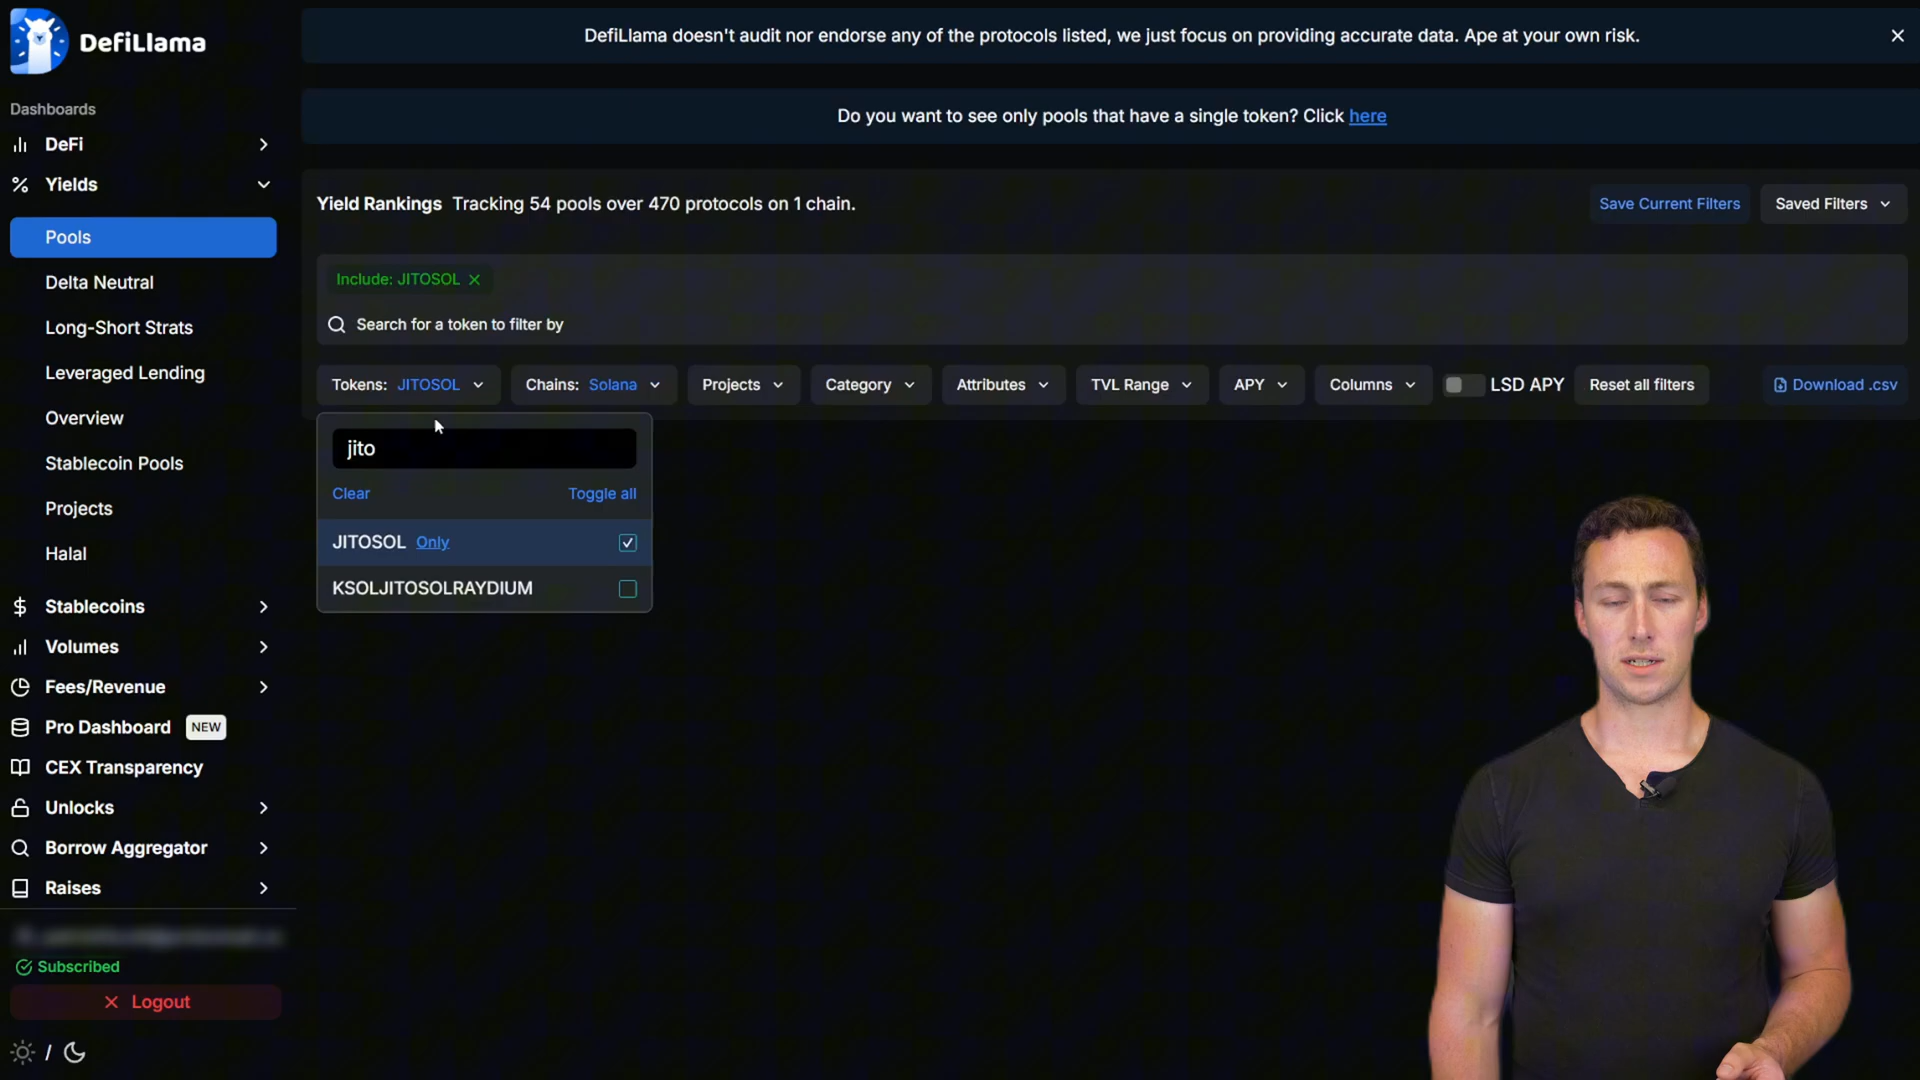 DefiLlama
DefiLlama doesn't audit nor endorse any of the protocols listed, we just focus on providing accurate data. Ape at your own risk.
Do you want to see only pools that have a single token? Click here
Dashboards
DeFi
Yields
Pools
Delta Neutral
Long-Short Strats
Leveraged Lending
Overview
Stablecoin Pools
Projects
Halal
Stablecoins
Volumes
Fees/Revenue
Pro Dashboard NEW
CEX Transparency
Unlocks
Borrow Aggregator
Raises
Subscribed
Logout
/
Yield Rankings Tracking 54 pools over 470 protocols on 1 chain.
Save Current Filters Saved Filters
Include: JITOSOL
Search for a token to filter by
Tokens: JITOSOL Chains: Solana Projects Category Attributes TVL Range APY Columns LSD APY Reset all filters Download .csv
jito
Clear Toggle all
JITOSOL Only
KSOLJITOSOLRAYDIUM